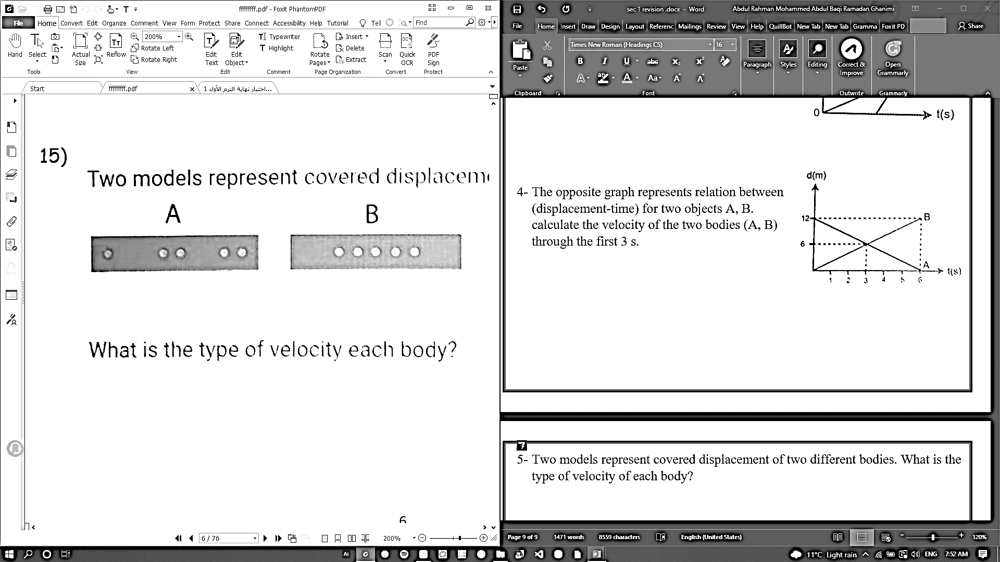 ffffffff.pdf - Foxit PhantomPDF
File Home Convert Edit Organize Comment View Form Protect Share Connect Accessibility Help Tutorial Tell Find
Hand
Select
Actual Size
Reflow
200%
Rotate Left
Rotate Right
Edit Text
Edit Object
Typewriter
Highlight
Rotate Pages
Insert
Delete
Extract
Scan
Quick OCR
PDF Sign
Tools View Edit Comment Page Organization Convert Protect
Start ffffffff.pdf اختبار نهاية الترم الأول 1...
15)
Two models represent covered displacem
A B
What is the type of velocity each body?
6
6 / 76 200%
sec 1 revision .docx - Word Abdul Rahman Mohammed Abdul Baqi Ramadan Ghanimi
File Home Insert Draw Design Layout Referenc Mailings Review View Help QuillBot New Tab New Tab Gramma Foxit PD Share
Paste
Times New Roman (Headings CS) 16
B I U abc x₂ x²
A ab A Aa A A
Paragraph
Styles
Editing
Correct & Improve
Open Grammarly
Clipboard Font Outwrite Grammarly
0 t(s)
4- The opposite graph represents relation between
(displacement-time) for two objects A, B.
calculate the velocity of the two bodies (A, B)
through the first 3 s.
d(m)
12 B
6
A t(s)
1 2 3 4 5 6
5- Two models represent covered displacement of two different bodies. What is the
type of velocity of each body?
Page 9 of 9 1471 words 8559 characters English (United States) 120%
Ai 11°C Light rain ENG 7:52 AM